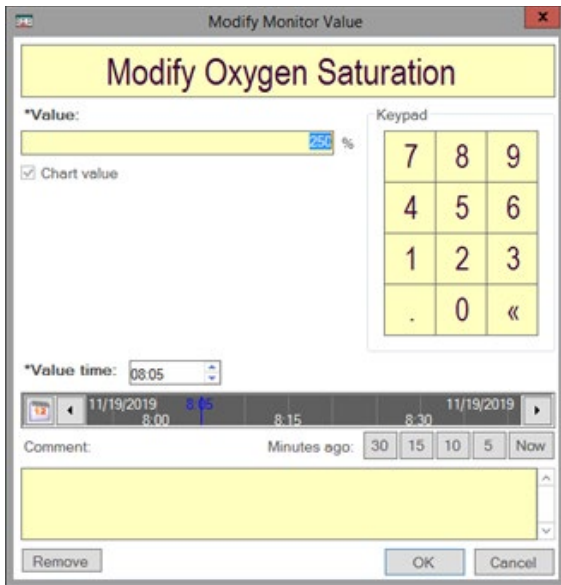 Modify Monitor Value
x
Modify Oxygen Saturation
*Value:
250 %
Chart value
Keypad
7 8 9
4 5 6
1 2 3
. 0 «
*Value time: 08:05
12
11/19/2019 8:05 11/19/2019
8:00 8:15 8:30
Comment: Minutes ago: 30 15 10 5 Now
Remove OK Cancel